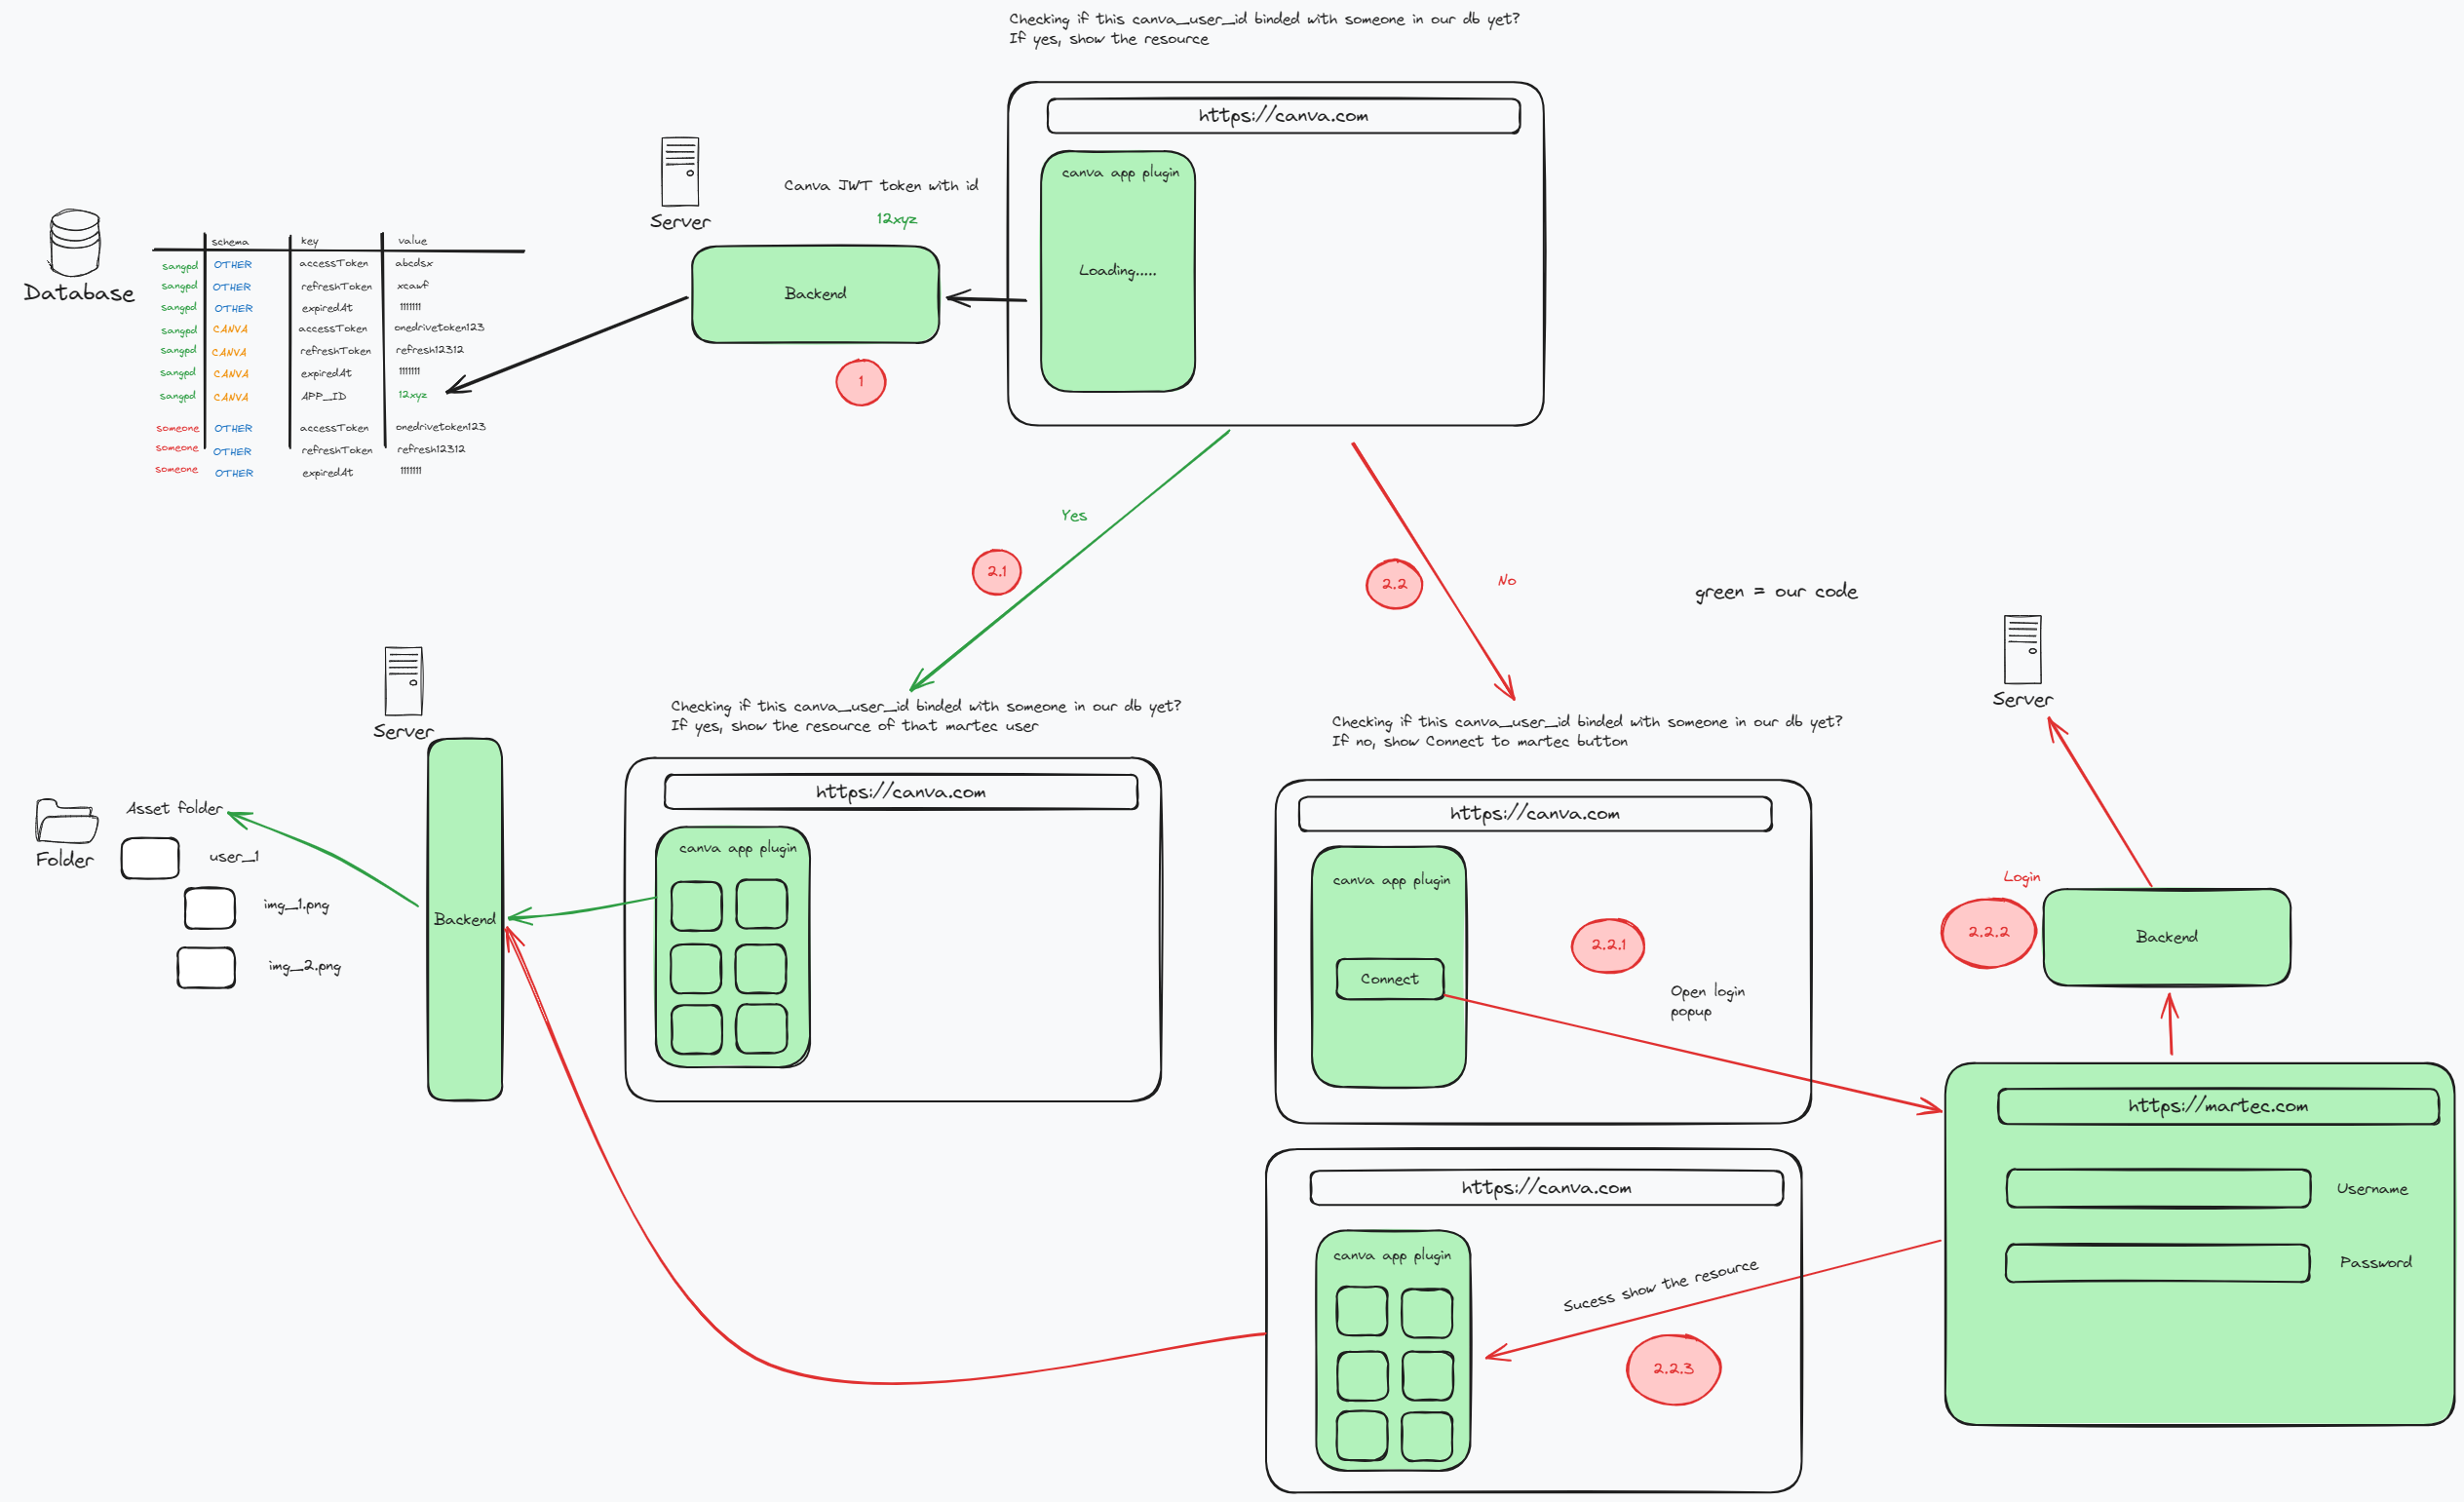 Checking if this canva_user_id binded with someone in our db yet?
If yes, show the resource
https://canva.com
canva app plugin
Loading.....
Canva JWT token with id
12xyz
Server
Backend
1
Database
schema key value
sangpd OTHER accessToken abcdsx
sangpd OTHER refreshToken xcawf
sangpd OTHER expiredAt 1111111
sangpd CANVA accessToken onedrivetoken123
sangpd CANVA refreshToken refresh12312
sangpd CANVA expiredAt 1111111
sangpd CANVA APP_ID 12xyz
someone OTHER accessToken onedrivetoken123
someone OTHER refreshToken refresh12312
someone OTHER expiredAt 1111111
Yes
2.1
2.2
No
green = our code
Server
Checking if this canva_user_id binded with someone in our db yet?
If yes, show the resource of that martec user
https://canva.com
canva app plugin
Server
Backend
Asset folder
Folder
user_1
img_1.png
img_2.png
Checking if this canva_user_id binded with someone in our db yet?
If no, show Connect to martec button
https://canva.com
canva app plugin
Connect
2.2.1
Open login
popup
Login
2.2.2
Backend
https://martec.com
Username
Password
https://canva.com
canva app plugin
Sucess show the resource
2.2.3